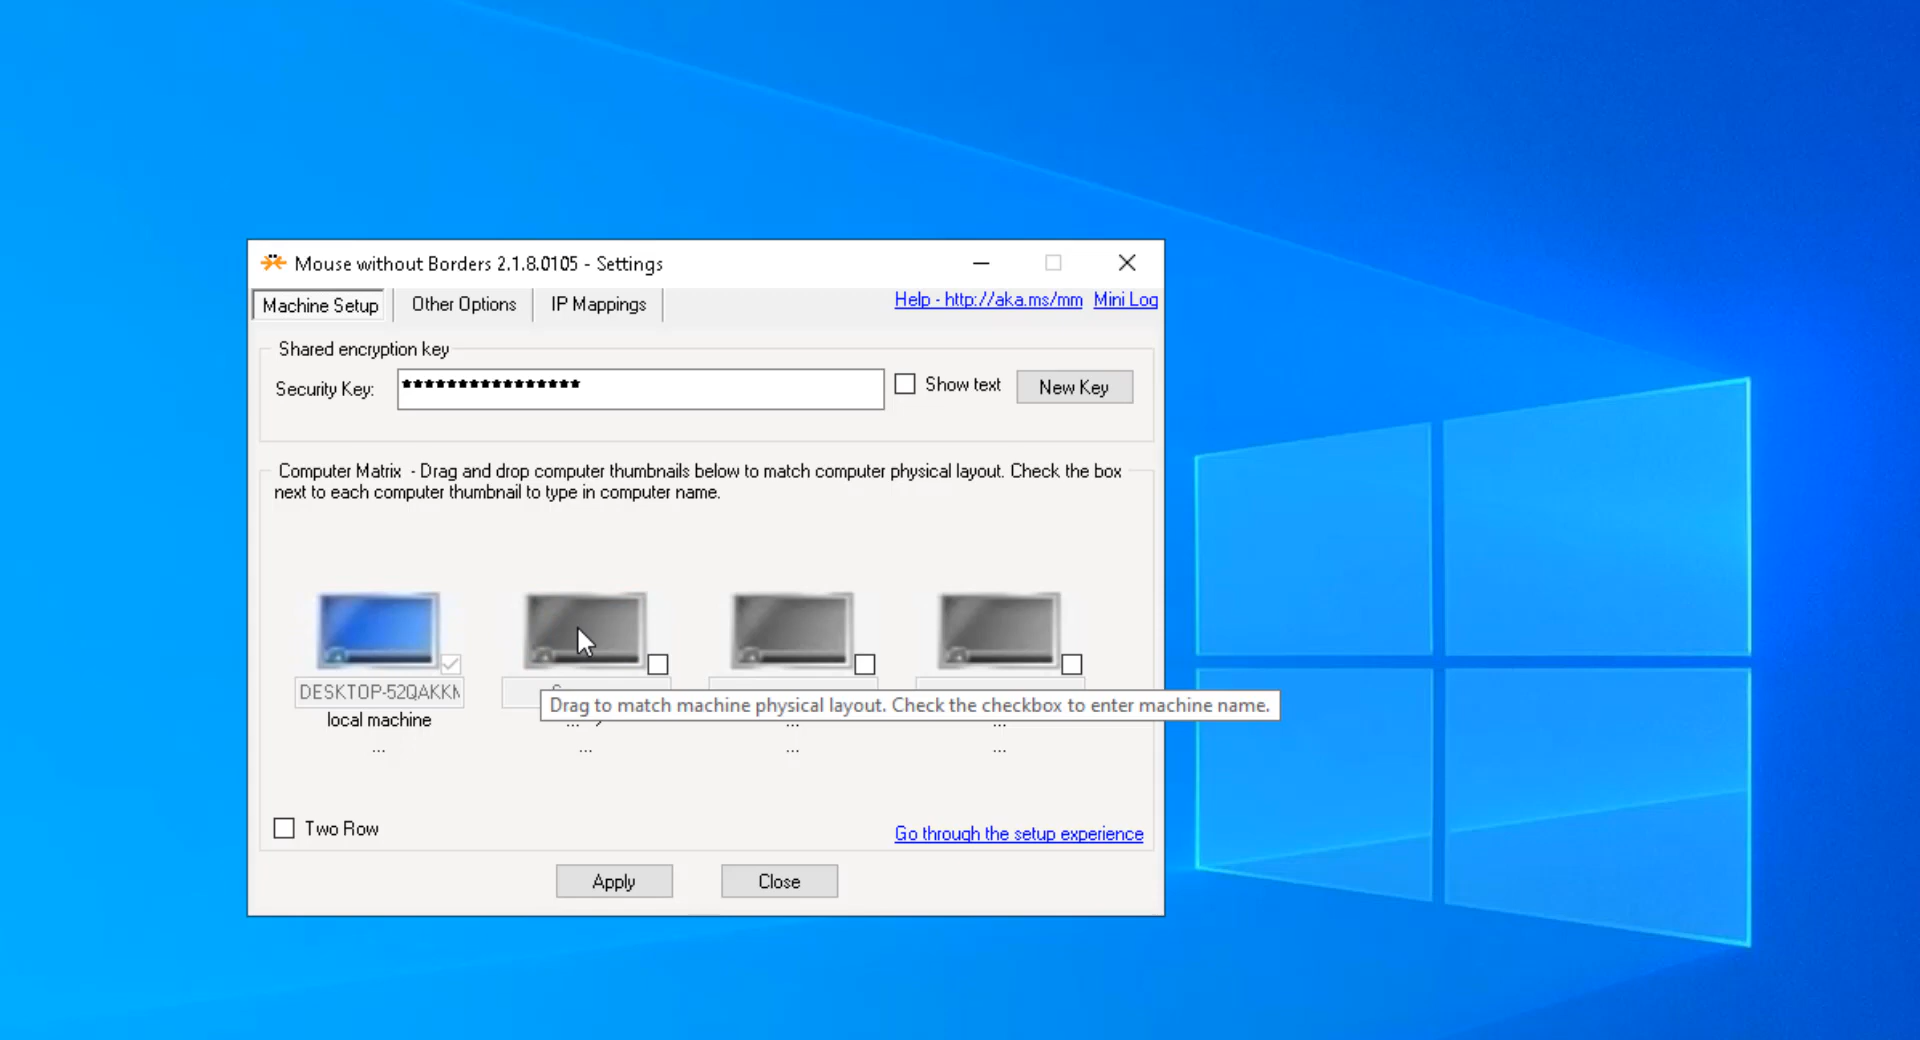 Mouse without Borders 2.1.8.0105 - Settings
Machine Setup
Other Options
IP Mappings
Help - http://aka.ms/mm
Mini Log
Shared encryption key
Security Key:
****************
Show text
New Key
Computer Matrix - Drag and drop computer thumbnails below to match computer physical layout. Check the box
next to each computer thumbnail to type in computer name.
DESKTOP-52QAKK
local machine
...
Drag to match machine physical layout. Check the checkbox to enter machine name.
...
...
...
...
...
Two Row
Go through the setup experience
Apply
Close